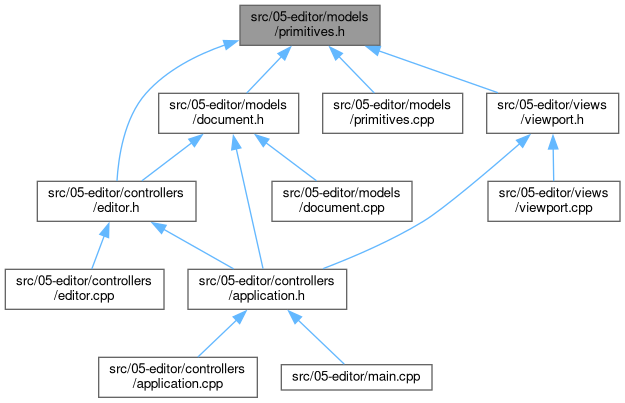 src/05-editor/models
/primitives.h
src/05-editor/models
/document.h
src/05-editor/models
/primitives.cpp
src/05-editor/views
/viewport.h
src/05-editor/controllers
/editor.h
src/05-editor/models
/document.cpp
src/05-editor/views
/viewport.cpp
src/05-editor/controllers
/editor.cpp
src/05-editor/controllers
/application.h
src/05-editor/controllers
/application.cpp
src/05-editor/main.cpp